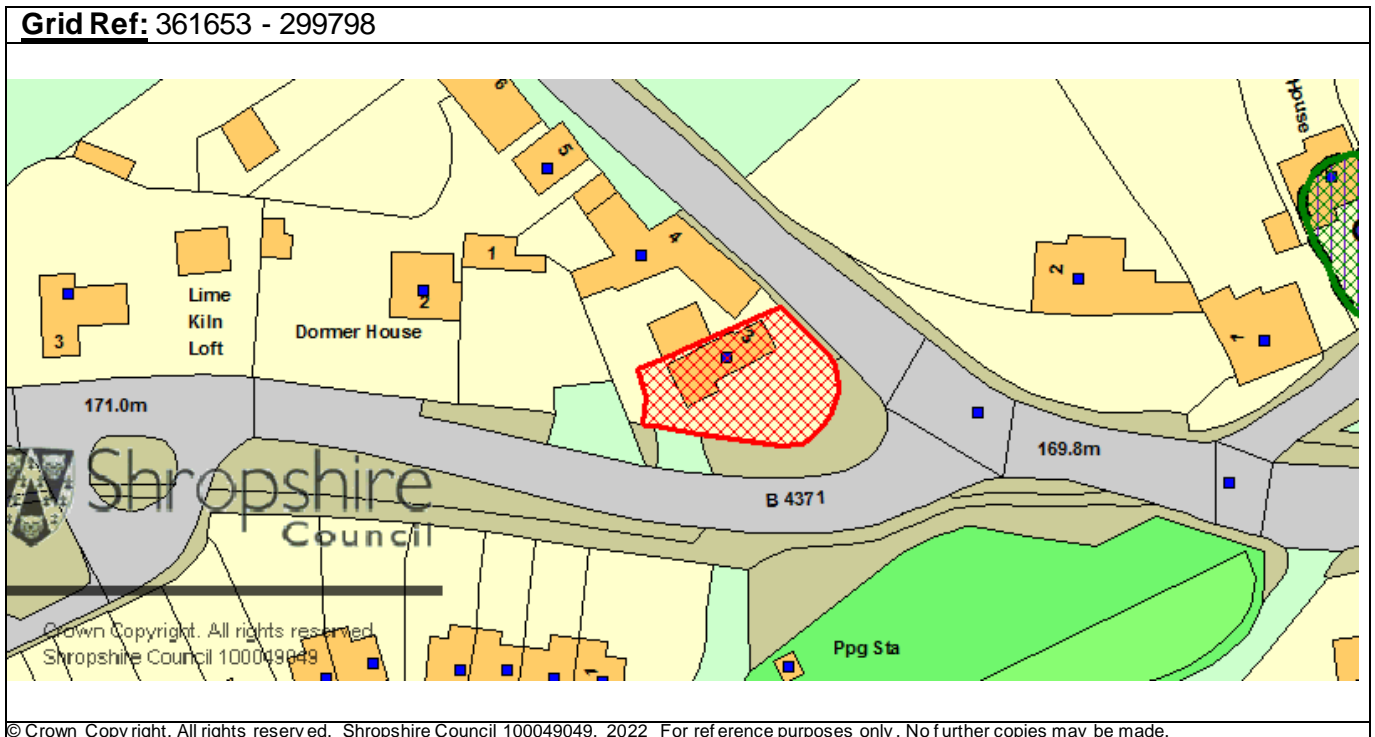 Grid Ref: 361653 - 299798
House
6
5
4
1
2
3
2
1
Lime
Kiln
Loft
Dormer House
3
171.0m
169.8m
B 4371
Shropshire
Council
Crown Copyright. All rights reserved.
Shropshire Council 100049049
1
Ppg Sta
© Crown Copyright. All rights reserved. Shropshire Council 100049049. 2022 For reference purposes only. No further copies may be made.